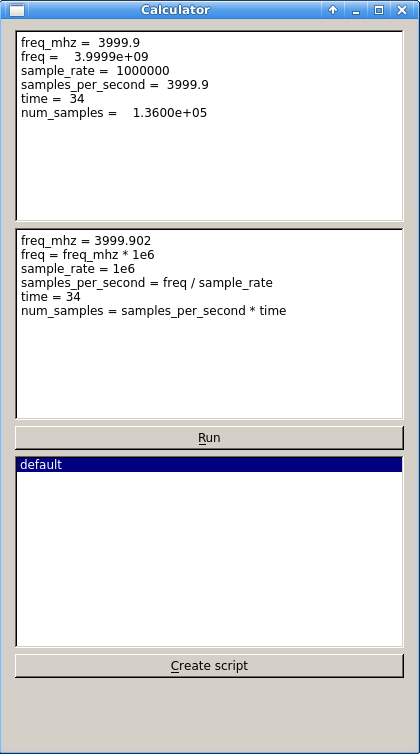 Calculator
freq_mhz =  3999.9
freq =    3.9999e+09
sample_rate =  1000000
samples_per_second =  3999.9
time =  34
num_samples =    1.3600e+05
freq_mhz = 3999.902
freq = freq_mhz * 1e6
sample_rate = 1e6
samples_per_second = freq / sample_rate
time = 34
num_samples = samples_per_second * time
Run
default
Create script